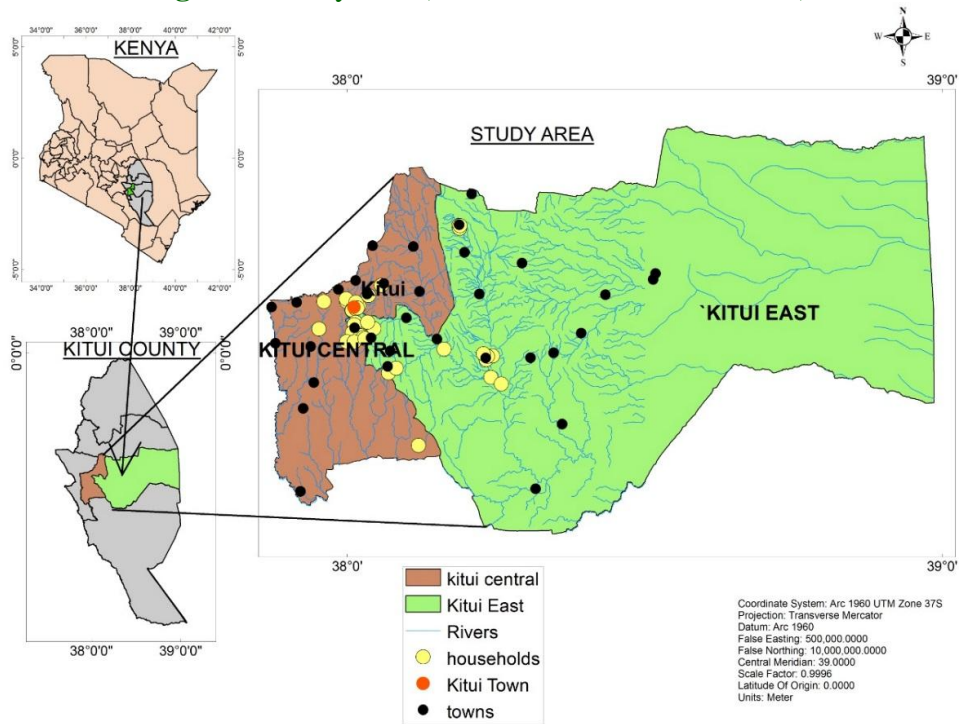 34°0'0" 36°0'0" 38°0'0" 40°0'0" 42°0'0"
KENYA
5°0'0"
0°0'0"
5°0'0"
34°0'0" 36°0'0" 38°0'0" 40°0'0" 42°0'0"
N
W E
S
38°0' 39°0'
STUDY AREA
Kitui
KITUI CENTRAL
`KITUI EAST
38°0' 39°0'
38°0'0" 39°0'0"
KITUI COUNTY
0°0'0" 0°0'0"
38°0'0" 39°0'0"
kitui central
Kitui East
Rivers
households
Kitui Town
towns
Coordinate System: Arc 1960 UTM Zone 37S
Projection: Transverse Mercator
Datum: Arc 1960
False Easting: 500,000.0000
False Northing: 10,000,000.0000
Central Meridian: 39.0000
Scale Factor: 0.9996
Latitude Of Origin: 0.0000
Units: Meter